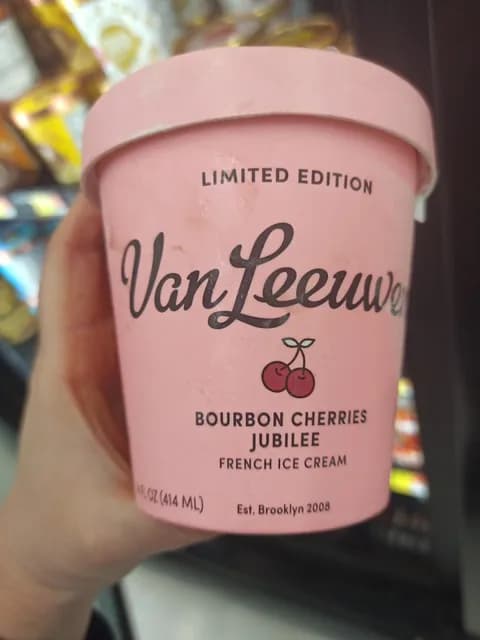 LIMITED EDITION
Van Leeuwe
BOURBON CHERRIES
JUBILEE
FRENCH ICE CREAM
FL OZ (414 ML)
Est. Brooklyn 2008